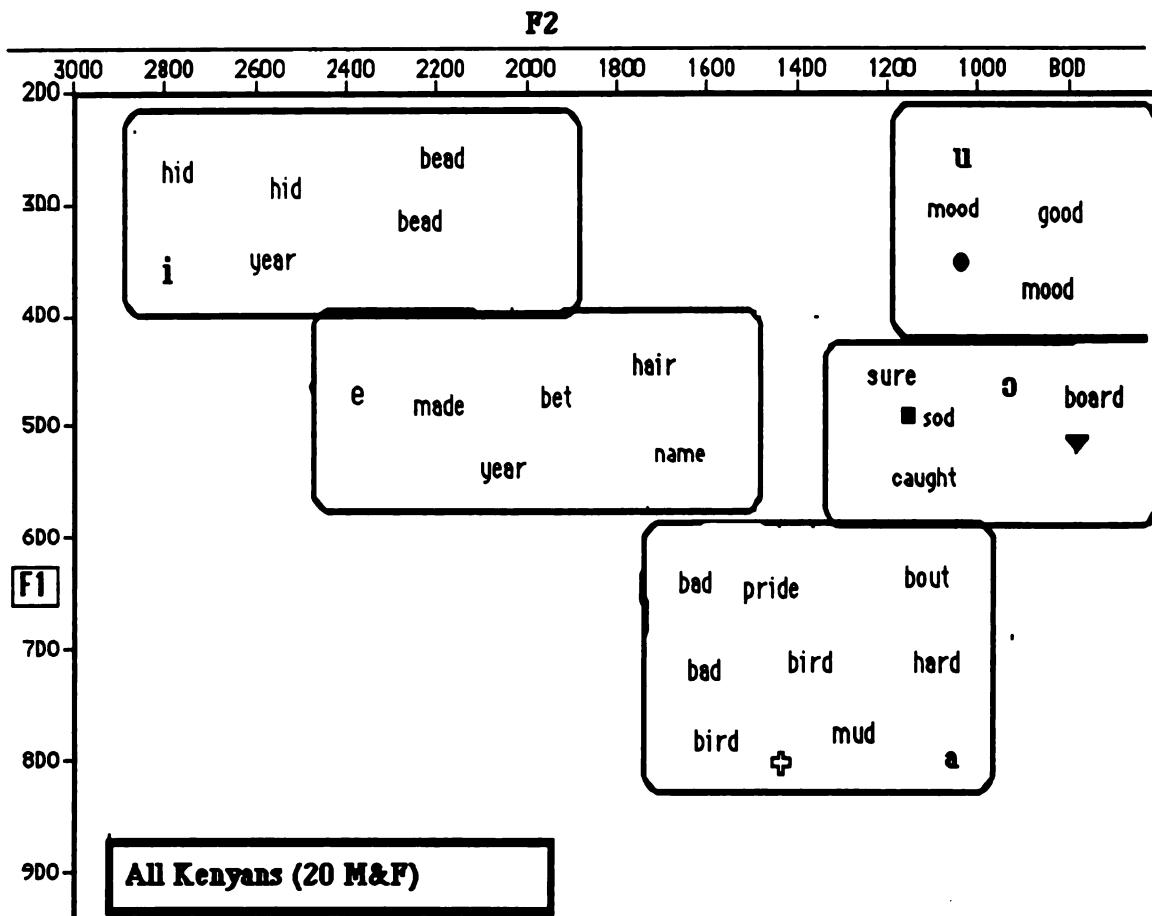 F2
3000 2800 2600 2400 2200 2000 1800 1600 1400 1200 1000 800
200
hid hid bead
bead
year
i
300
u
mood good
mood
400
e made bet hair
year name
500
sure ɔ board
sod
caught
600
F1
bad pride bout
700
bad bird hard
bird mud a
800
900
All Kenyans (20 M&F)